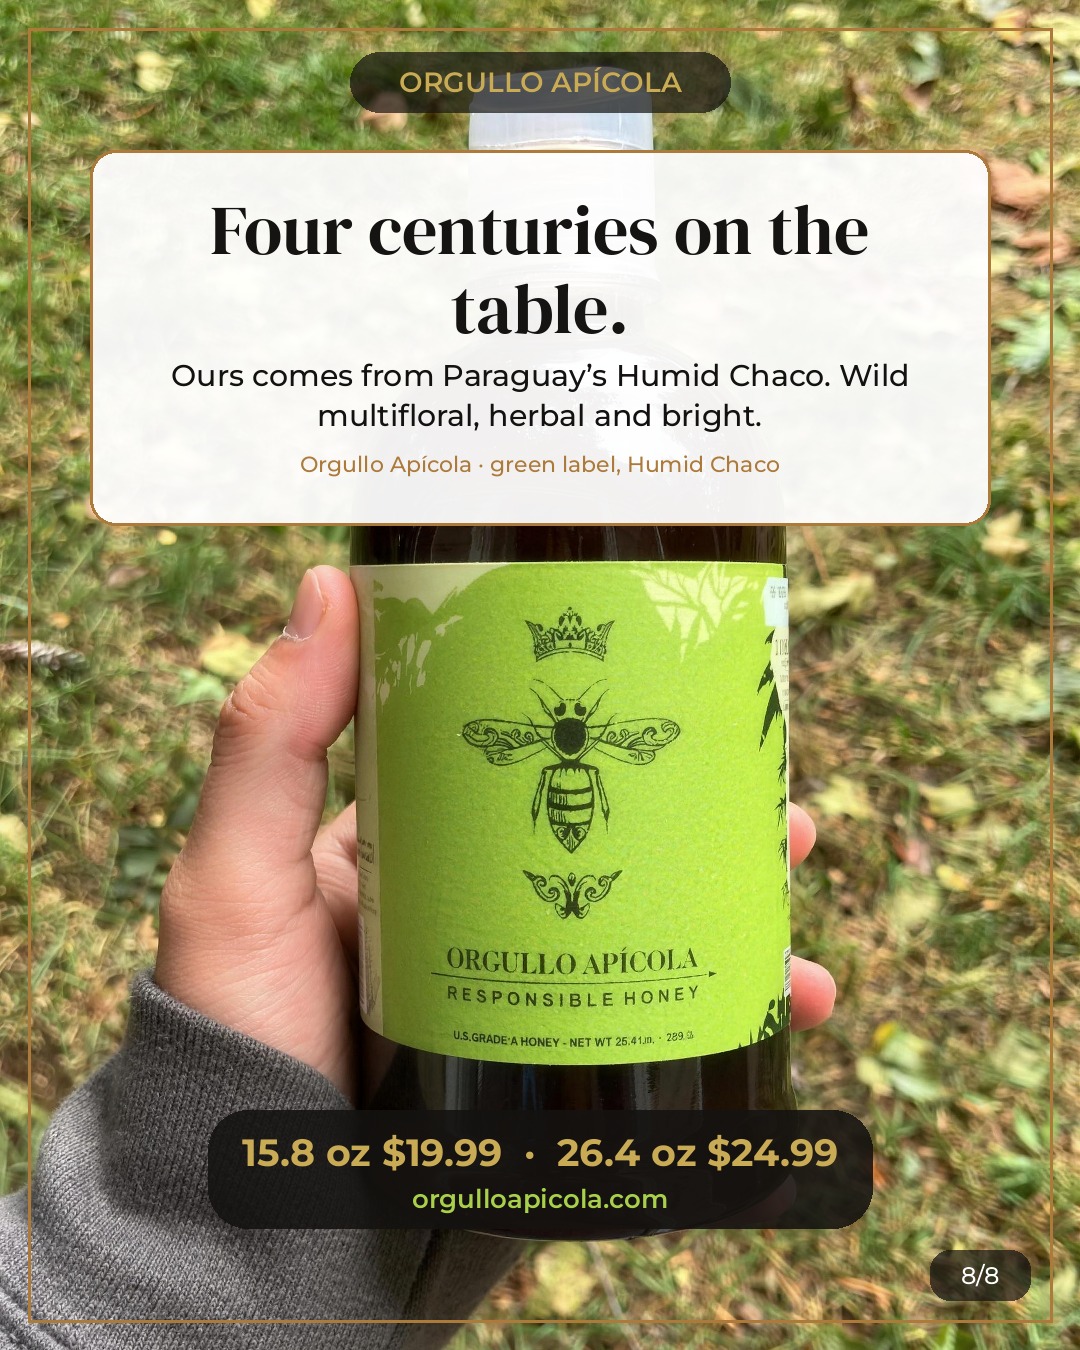 ORGULLO APÍCOLA
Four centuries on the
table.
Ours comes from Paraguay’s Humid Chaco. Wild
multifloral, herbal and bright.
Orgullo Apícola · green label, Humid Chaco
ORGULLO APÍCOLA
RESPONSIBLE HONEY
U.S.GRADE·A HONEY - NET WT 25.41
15.8 oz $19.99 · 26.4 oz $24.99
orgulloapicola.com
8/8